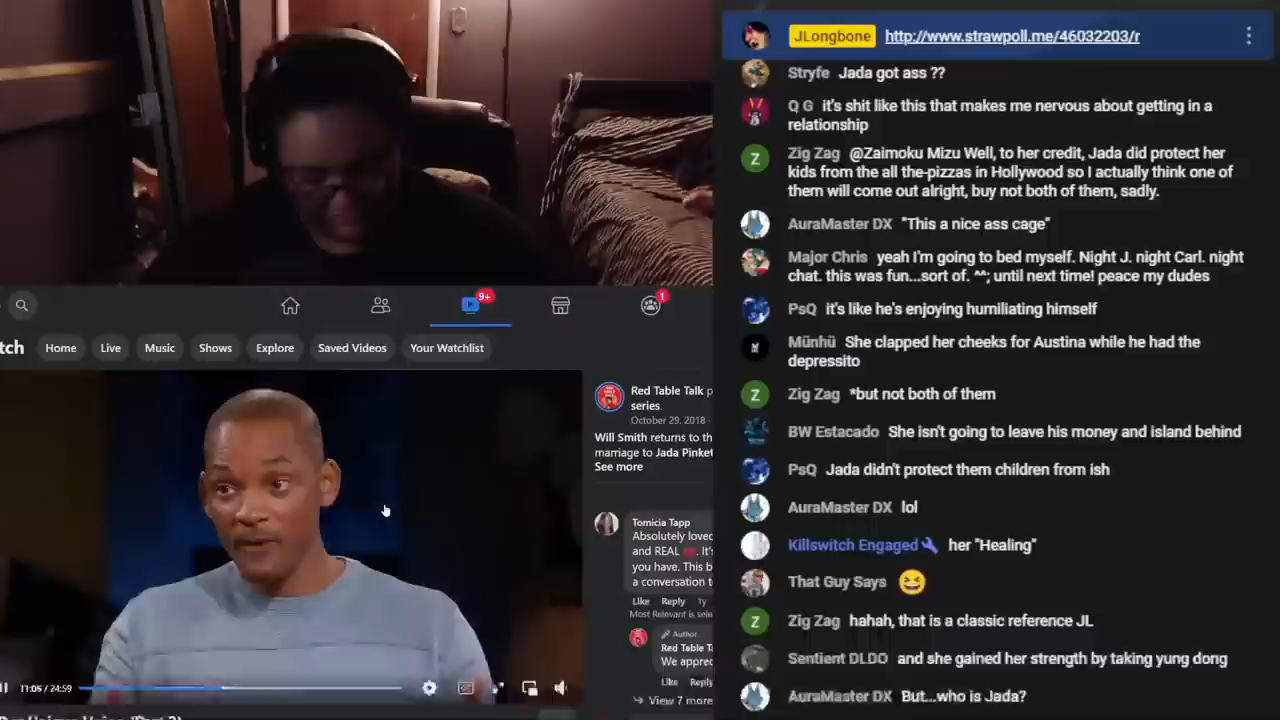 JLongbone http://www.strawpoll.me/46032203/r
Stryfe Jada got ass ??
Q G it's shit like this that makes me nervous about getting in a
relationship
Z
Zig Zag @Zaimoku Mizu Well, to her credit, Jada did protect her
kids from the all the-pizzas in Hollywood so I actually think one of
them will come out alright, buy not both of them, sadly.
AuraMaster DX "This a nice ass cage"
Major Chris yeah I'm going to bed myself. Night J. night Carl. night
chat. this was fun...sort of. ^^; until next time! peace my dudes
PsQ it's like he's enjoying humiliating himself
Münhü She clapped her cheeks for Austina while he had the
depressito
Z
Zig Zag *but not both of them
BW Estacado She isn't going to leave his money and island behind
PsQ Jada didn't protect them children from ish
AuraMaster DX lol
Killswitch Engaged her "Healing"
That Guy Says
Z
Zig Zag hahah, that is a classic reference JL
Sentient DLDO and she gained her strength by taking yung dong
AuraMaster DX But...who is Jada?
9+
1
tch Home Live Music Shows Explore Saved Videos Your Watchlist
Red Table Talk p
series.
October 29, 2018 ·
Will Smith returns to th
marriage to Jada Pinket
See more
Tomicia Tapp
Absolutely loved
and REAL It's
you have. This b
a conversation to
Like Reply 1y
Most Relevant is sele
Author
Red Table Ta
We apprec
Like Reply
View 7 more
11:05 / 24:59